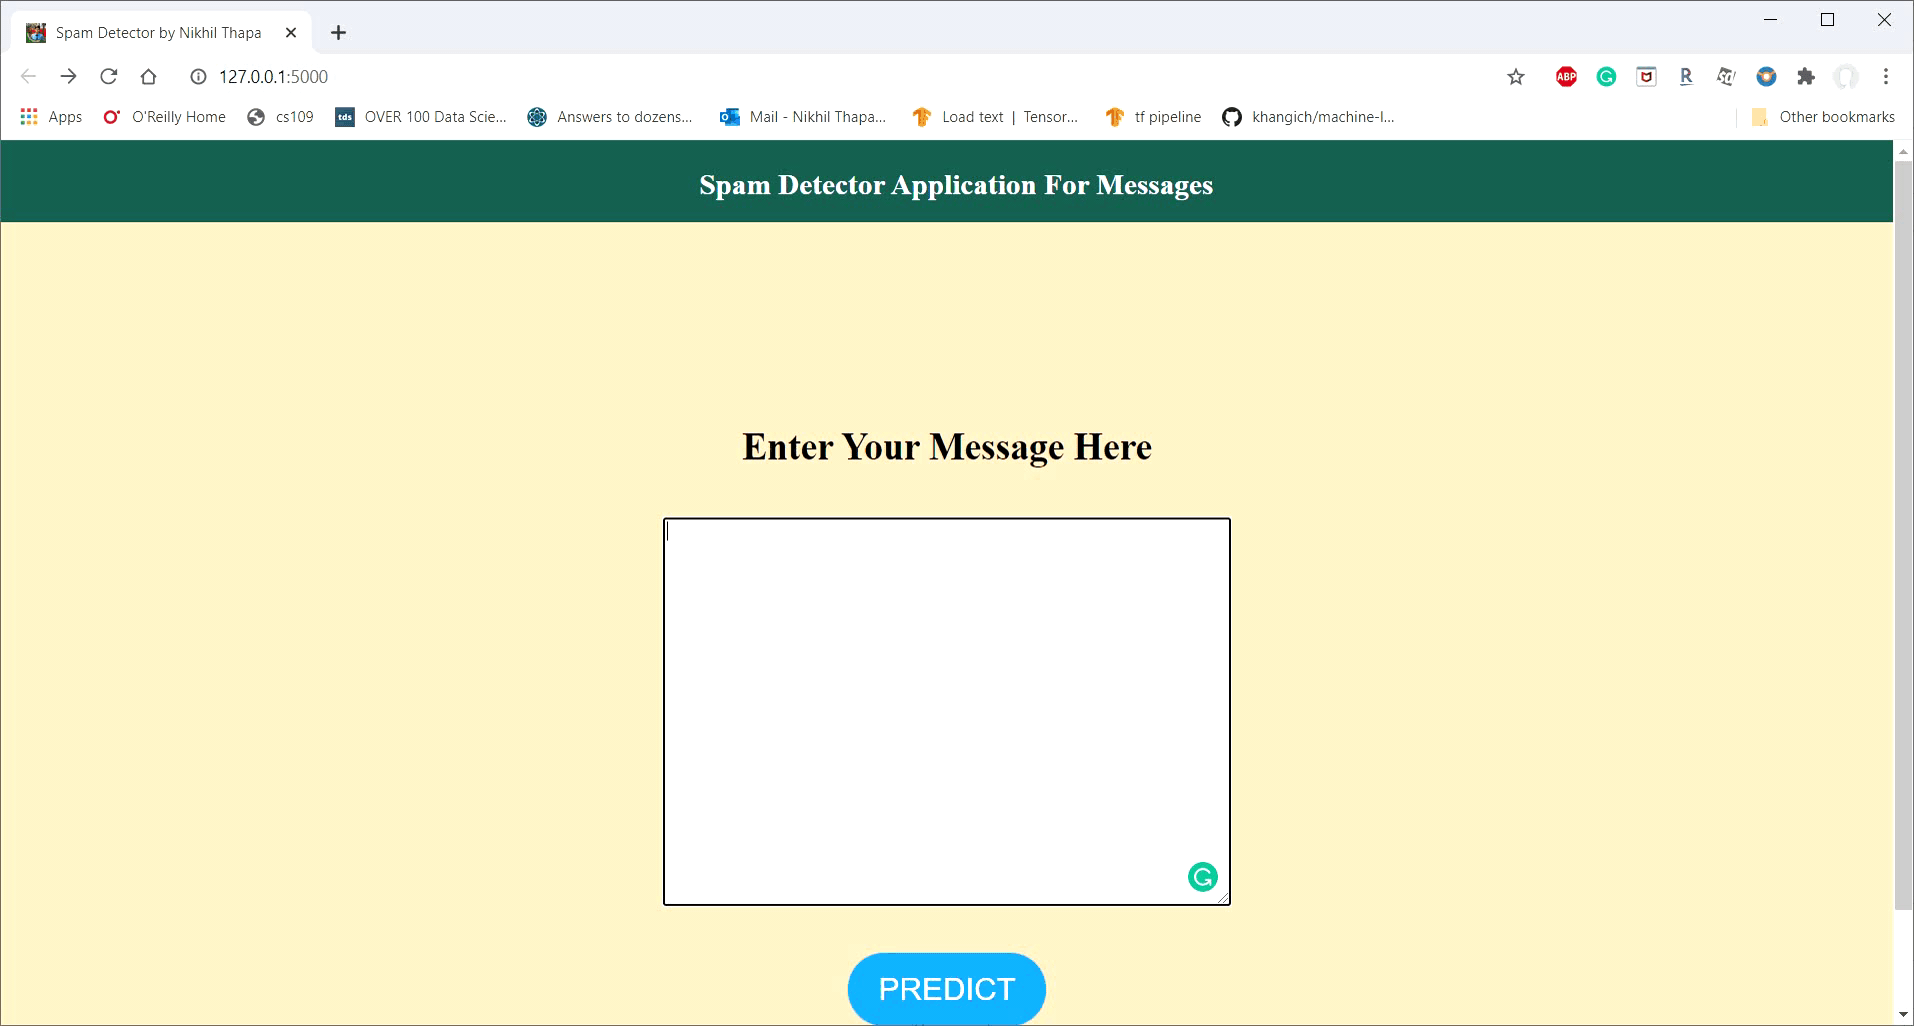 Spam Detector by Nikhil Thapa
127.0.0.1:5000
ABP
Apps O'Reilly Home cs109 tds OVER 100 Data Scie... Answers to dozens... Mail - Nikhil Thapa... Load text | Tensor... tf pipeline khangich/machine-l... Other bookmarks
Spam Detector Application For Messages
Enter Your Message Here
PREDICT